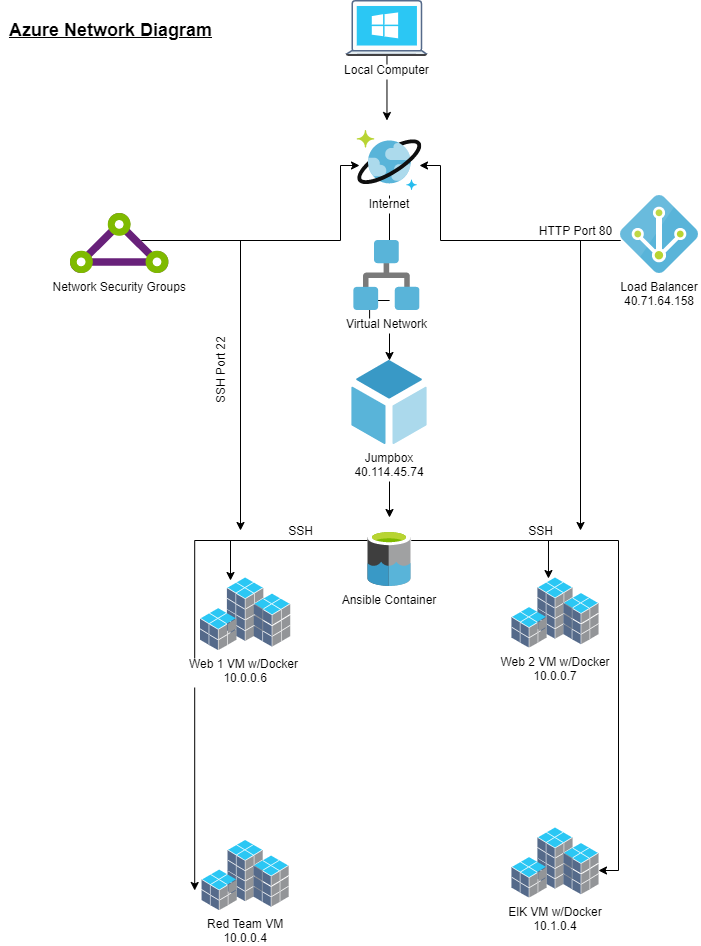 Azure Network Diagram
Local Computer
Internet
HTTP Port 80
Network Security Groups
Load Balancer
40.71.64.158
Virtual Network
SSH Port 22
Jumpbox
40.114.45.74
SSH
SSH
Ansible Container
Web 1 VM w/Docker
10.0.0.6
Web 2 VM w/Docker
10.0.0.7
Red Team VM
10.0.0.4
ElK VM w/Docker
10.1.0.4